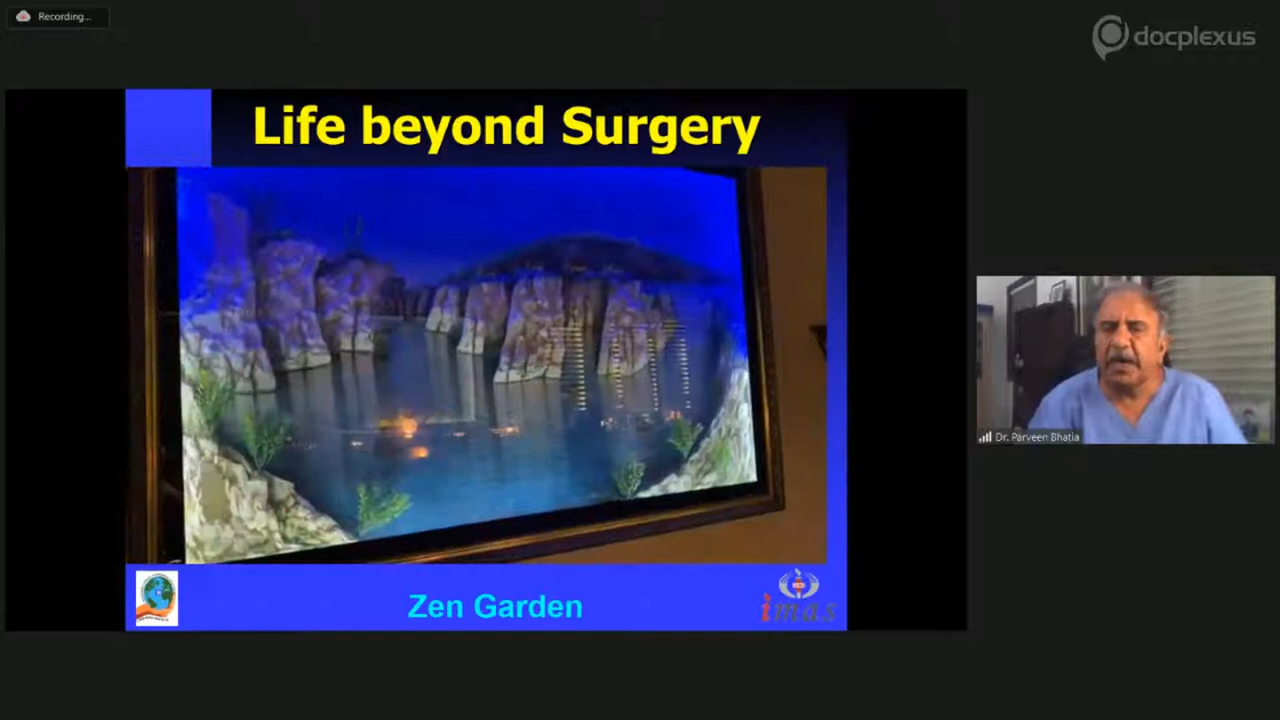 Recording...
docplexus
Life beyond Surgery
Dr. Parveen Bhatia
Zen Garden
imas